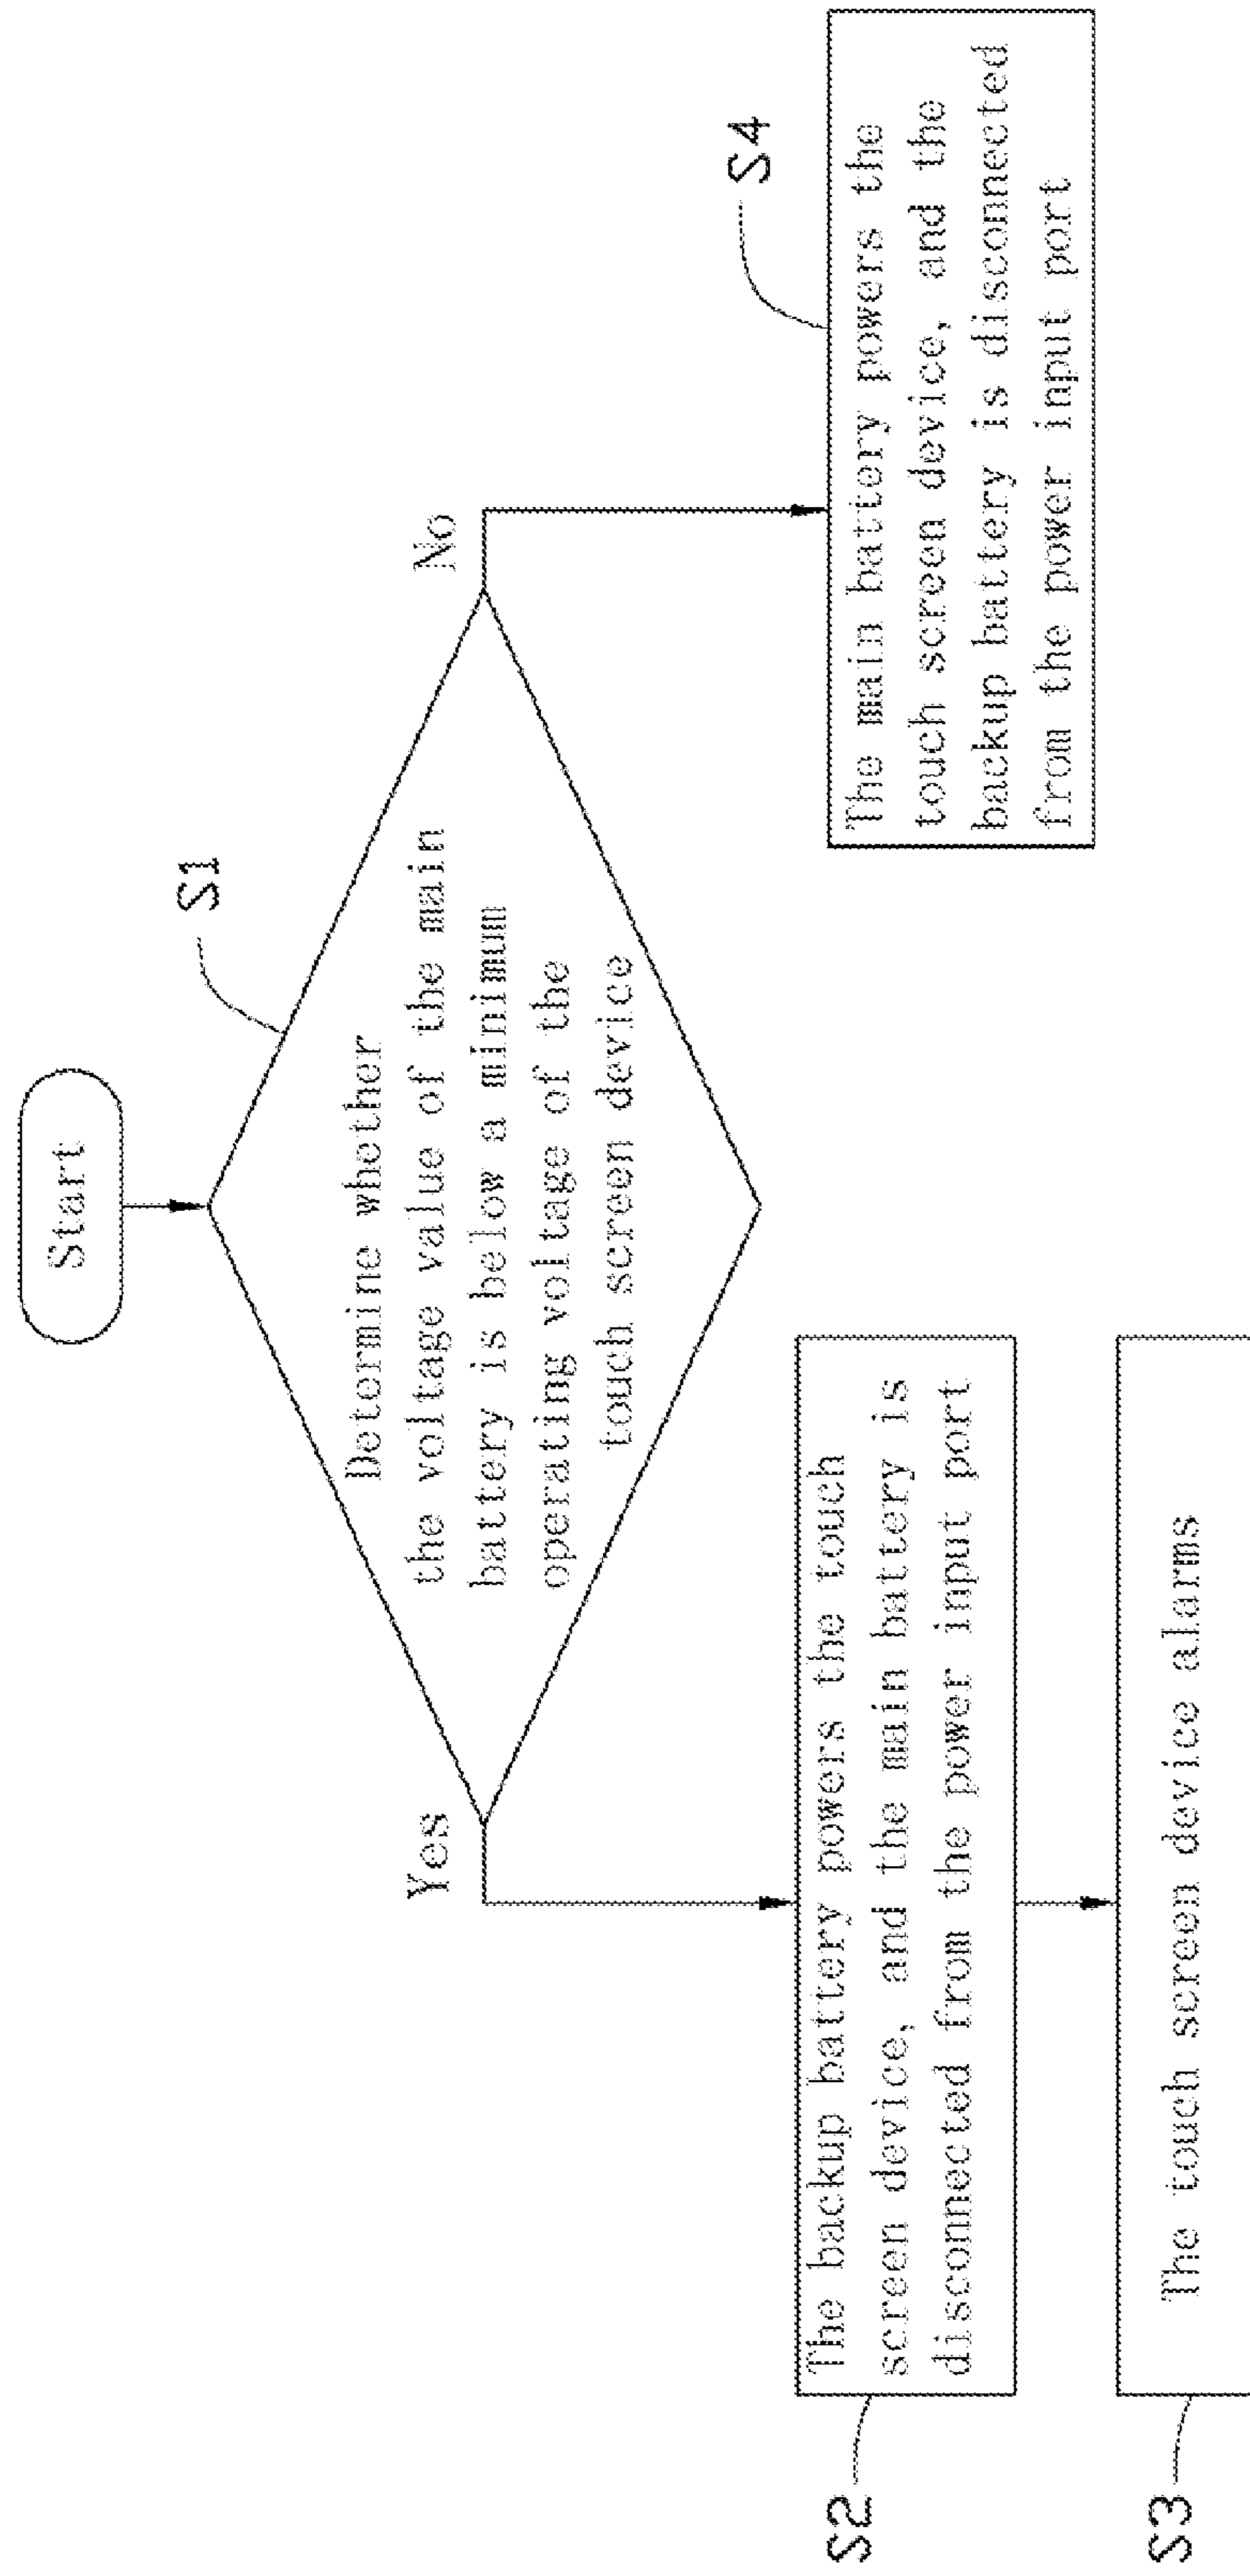 Start
S1
Determine whether
the voltage value of the main
battery is below a minimum
operating voltage of the
touch screen device
Yes
No
S2
The backup battery powers the touch
screen device, and the main battery is
disconnected from the power input port
S3
The touch screen device alarms
S4
The main battery powers the
touch screen device, and the
backup battery is disconnected
from the power input port